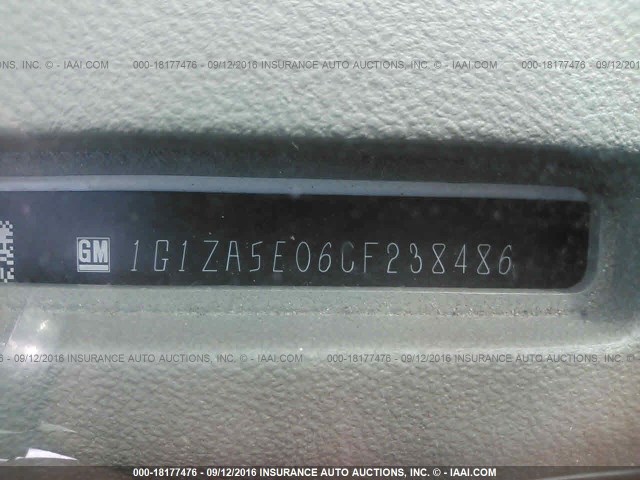 INC. © - IAAI.COM 000-18177476 - 09/12/2016 INSURANCE AUTO AUCTIONS, INC. © - IAAI.COM 000-18177476 - 09/12/2016
GM 1G1ZA5E06CF238486
- 09/12/2016 INSURANCE AUTO AUCTIONS, INC. © - IAAI.COM 000-18177476 - 09/12/2016 INSURANCE AUTO AUCTIONS, INC. ©
000-18177476 - 09/12/2016 INSURANCE AUTO AUCTIONS, INC. © - IAAI.COM